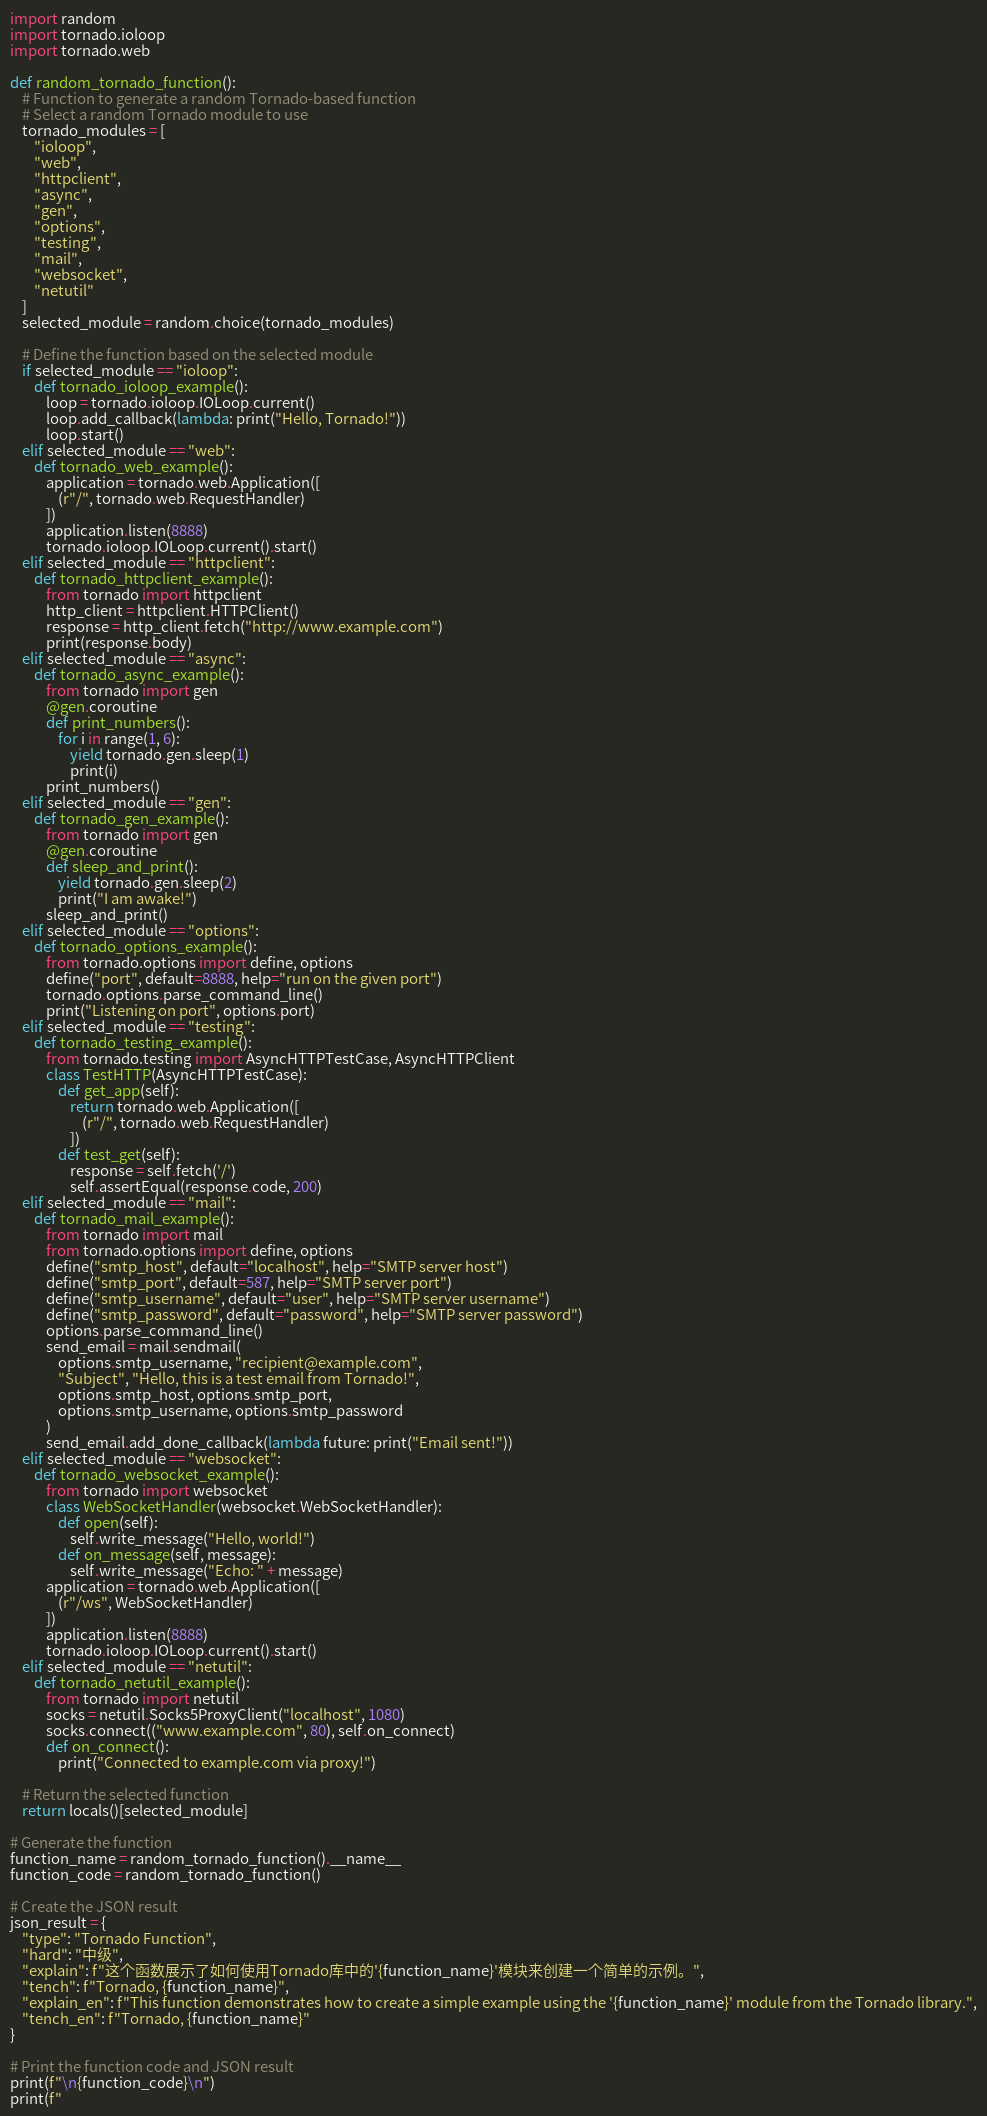 import random
import tornado.ioloop
import tornado.web

def random_tornado_function():
    # Function to generate a random Tornado-based function
    # Select a random Tornado module to use
    tornado_modules = [
        "ioloop",
        "web",
        "httpclient",
        "async",
        "gen",
        "options",
        "testing",
        "mail",
        "websocket",
        "netutil"
    ]
    selected_module = random.choice(tornado_modules)

    # Define the function based on the selected module
    if selected_module == "ioloop":
        def tornado_ioloop_example():
            loop = tornado.ioloop.IOLoop.current()
            loop.add_callback(lambda: print("Hello, Tornado!"))
            loop.start()
    elif selected_module == "web":
        def tornado_web_example():
            application = tornado.web.Application([
                (r"/", tornado.web.RequestHandler)
            ])
            application.listen(8888)
            tornado.ioloop.IOLoop.current().start()
    elif selected_module == "httpclient":
        def tornado_httpclient_example():
            from tornado import httpclient
            http_client = httpclient.HTTPClient()
            response = http_client.fetch("http://www.example.com")
            print(response.body)
    elif selected_module == "async":
        def tornado_async_example():
            from tornado import gen
            @gen.coroutine
            def print_numbers():
                for i in range(1, 6):
                    yield tornado.gen.sleep(1)
                    print(i)
            print_numbers()
    elif selected_module == "gen":
        def tornado_gen_example():
            from tornado import gen
            @gen.coroutine
            def sleep_and_print():
                yield tornado.gen.sleep(2)
                print("I am awake!")
            sleep_and_print()
    elif selected_module == "options":
        def tornado_options_example():
            from tornado.options import define, options
            define("port", default=8888, help="run on the given port")
            tornado.options.parse_command_line()
            print("Listening on port", options.port)
    elif selected_module == "testing":
        def tornado_testing_example():
            from tornado.testing import AsyncHTTPTestCase, AsyncHTTPClient
            class TestHTTP(AsyncHTTPTestCase):
                def get_app(self):
                    return tornado.web.Application([
                        (r"/", tornado.web.RequestHandler)
                    ])
                def test_get(self):
                    response = self.fetch('/')
                    self.assertEqual(response.code, 200)
    elif selected_module == "mail":
        def tornado_mail_example():
            from tornado import mail
            from tornado.options import define, options
            define("smtp_host", default="localhost", help="SMTP server host")
            define("smtp_port", default=587, help="SMTP server port")
            define("smtp_username", default="user", help="SMTP server username")
            define("smtp_password", default="password", help="SMTP server password")
            options.parse_command_line()
            send_email = mail.sendmail(
                options.smtp_username, "recipient@example.com",
                "Subject", "Hello, this is a test email from Tornado!",
                options.smtp_host, options.smtp_port,
                options.smtp_username, options.smtp_password
            )
            send_email.add_done_callback(lambda future: print("Email sent!"))
    elif selected_module == "websocket":
        def tornado_websocket_example():
            from tornado import websocket
            class WebSocketHandler(websocket.WebSocketHandler):
                def open(self):
                    self.write_message("Hello, world!")
                def on_message(self, message):
                    self.write_message("Echo: " + message)
            application = tornado.web.Application([
                (r"/ws", WebSocketHandler)
            ])
            application.listen(8888)
            tornado.ioloop.IOLoop.current().start()
    elif selected_module == "netutil":
        def tornado_netutil_example():
            from tornado import netutil
            socks = netutil.Socks5ProxyClient("localhost", 1080)
            socks.connect(("www.example.com", 80), self.on_connect)
            def on_connect():
                print("Connected to example.com via proxy!")

    # Return the selected function
    return locals()[selected_module]

# Generate the function
function_name = random_tornado_function().__name__
function_code = random_tornado_function()

# Create the JSON result
json_result = {
    "type": "Tornado Function",
    "hard": "中级",
    "explain": f"这个函数展示了如何使用Tornado库中的'{function_name}'模块来创建一个简单的示例。",
    "tench": f"Tornado, {function_name}",
    "explain_en": f"This function demonstrates how to create a simple example using the '{function_name}' module from the Tornado library.",
    "tench_en": f"Tornado, {function_name}"
}

# Print the function code and JSON result
print(f"\n{function_code}\n")
print(f"